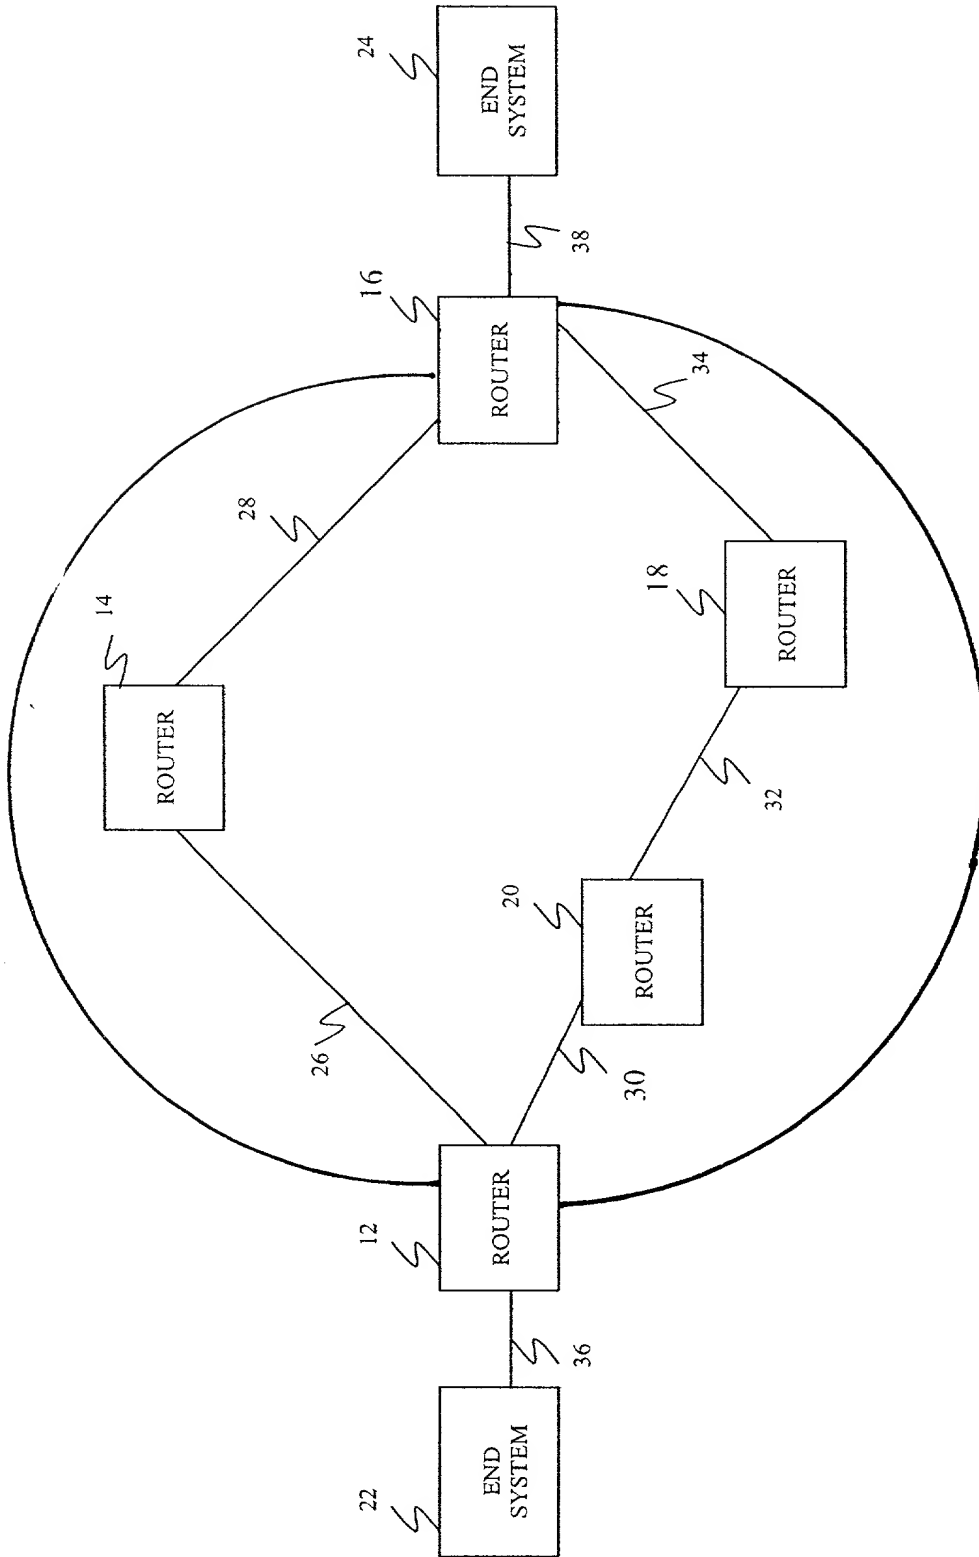 22
END
SYSTEM
36
12
ROUTER
26
30
14
ROUTER
20
ROUTER
28
32
18
ROUTER
34
16
ROUTER
38
24
END
SYSTEM